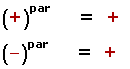 (+)^par = +
(−)^par = +